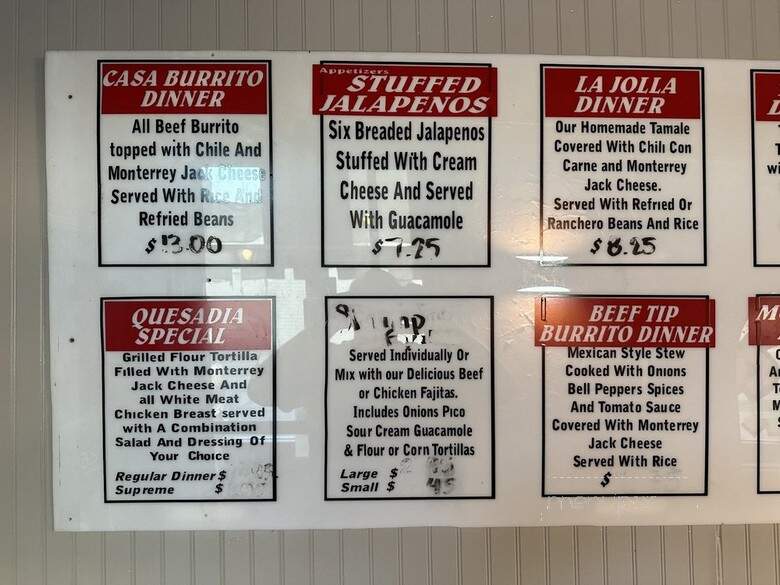 CASA BURRITO
DINNER
All Beef Burrito
topped with Chile And
Monterrey Jack Cheese
Served With Rice And
Refried Beans
$ 13.00
Appetizers
STUFFED
JALAPENOS
Six Breaded Jalapenos
Stuffed With Cream
Cheese And Served
With Guacamole
$ 7.25
LA JOLLA
DINNER
Our Homemade Tamale
Covered With Chili Con
Carne and Monterrey
Jack Cheese.
Served With Refried Or
Ranchero Beans And Rice
$ 8.25
QUESADIA
SPECIAL
Grilled Flour Tortilla
Filled With Monterrey
Jack Cheese And
all White Meat
Chicken Breast served
with A Combination
Salad And Dressing Of
Your Choice
Regular Dinner $
Supreme $
Served Individually Or
Mix with our Delicious Beef
or Chicken Fajitas.
Includes Onions Pico
Sour Cream Guacamole
& Flour or Corn Tortillas
Large $
Small $
BEEF TIP
BURRITO DINNER
Mexican Style Stew
Cooked With Onions
Bell Peppers Spices
And Tomato Sauce
Covered With Monterrey
Jack Cheese
Served With Rice
$